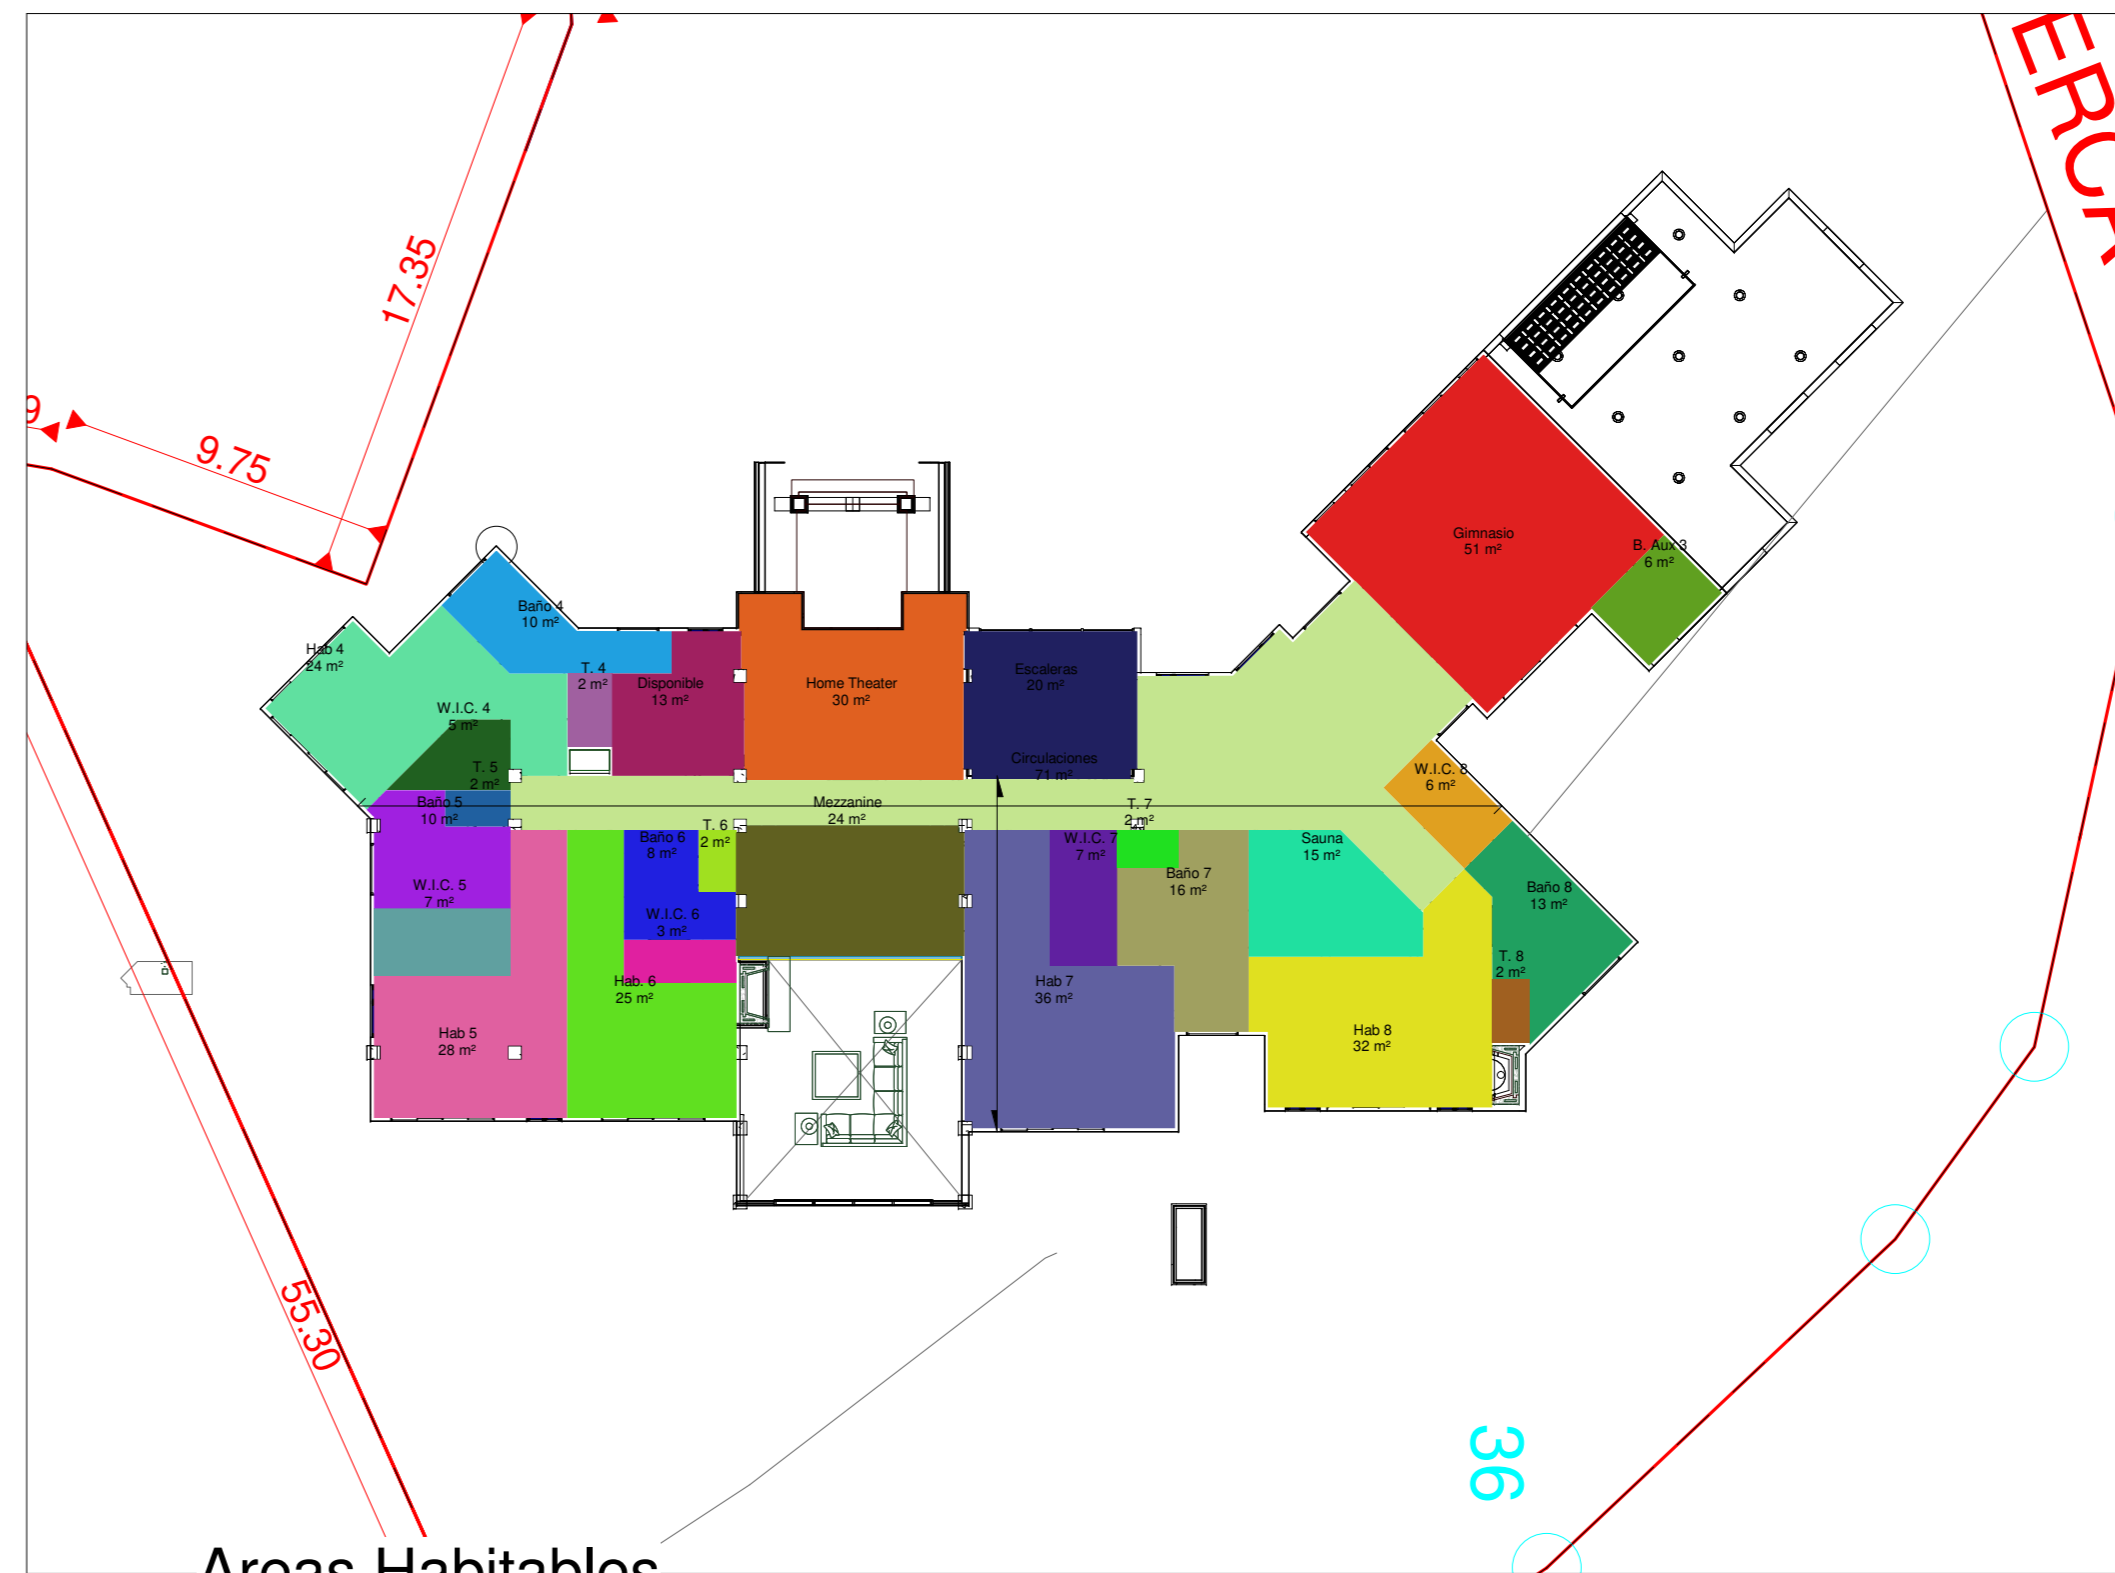 ERCA
17.35
9
9.75
Gimnasio
51 m²
B. Aux 3
6 m²
Baño 4
10 m²
Hab 4
24 m²
T. 4
2 m²
Disponible
13 m²
Home Theater
30 m²
Escaleras
20 m²
W.I.C. 4
5 m²
T. 5
2 m²
Circulaciones
71 m²
W.I.C. 8
6 m²
Baño 5
10 m²
Mezzanine
24 m²
T. 7
2 m²
Baño 6
8 m²
T. 6
2 m²
W.I.C. 7
7 m²
Sauna
15 m²
Baño 7
16 m²
Baño 8
13 m²
W.I.C. 5
7 m²
W.I.C. 6
3 m²
T. 8
2 m²
Hab. 6
25 m²
Hab 7
36 m²
Hab 5
28 m²
Hab 8
32 m²
55.30
36
Areas Habitables